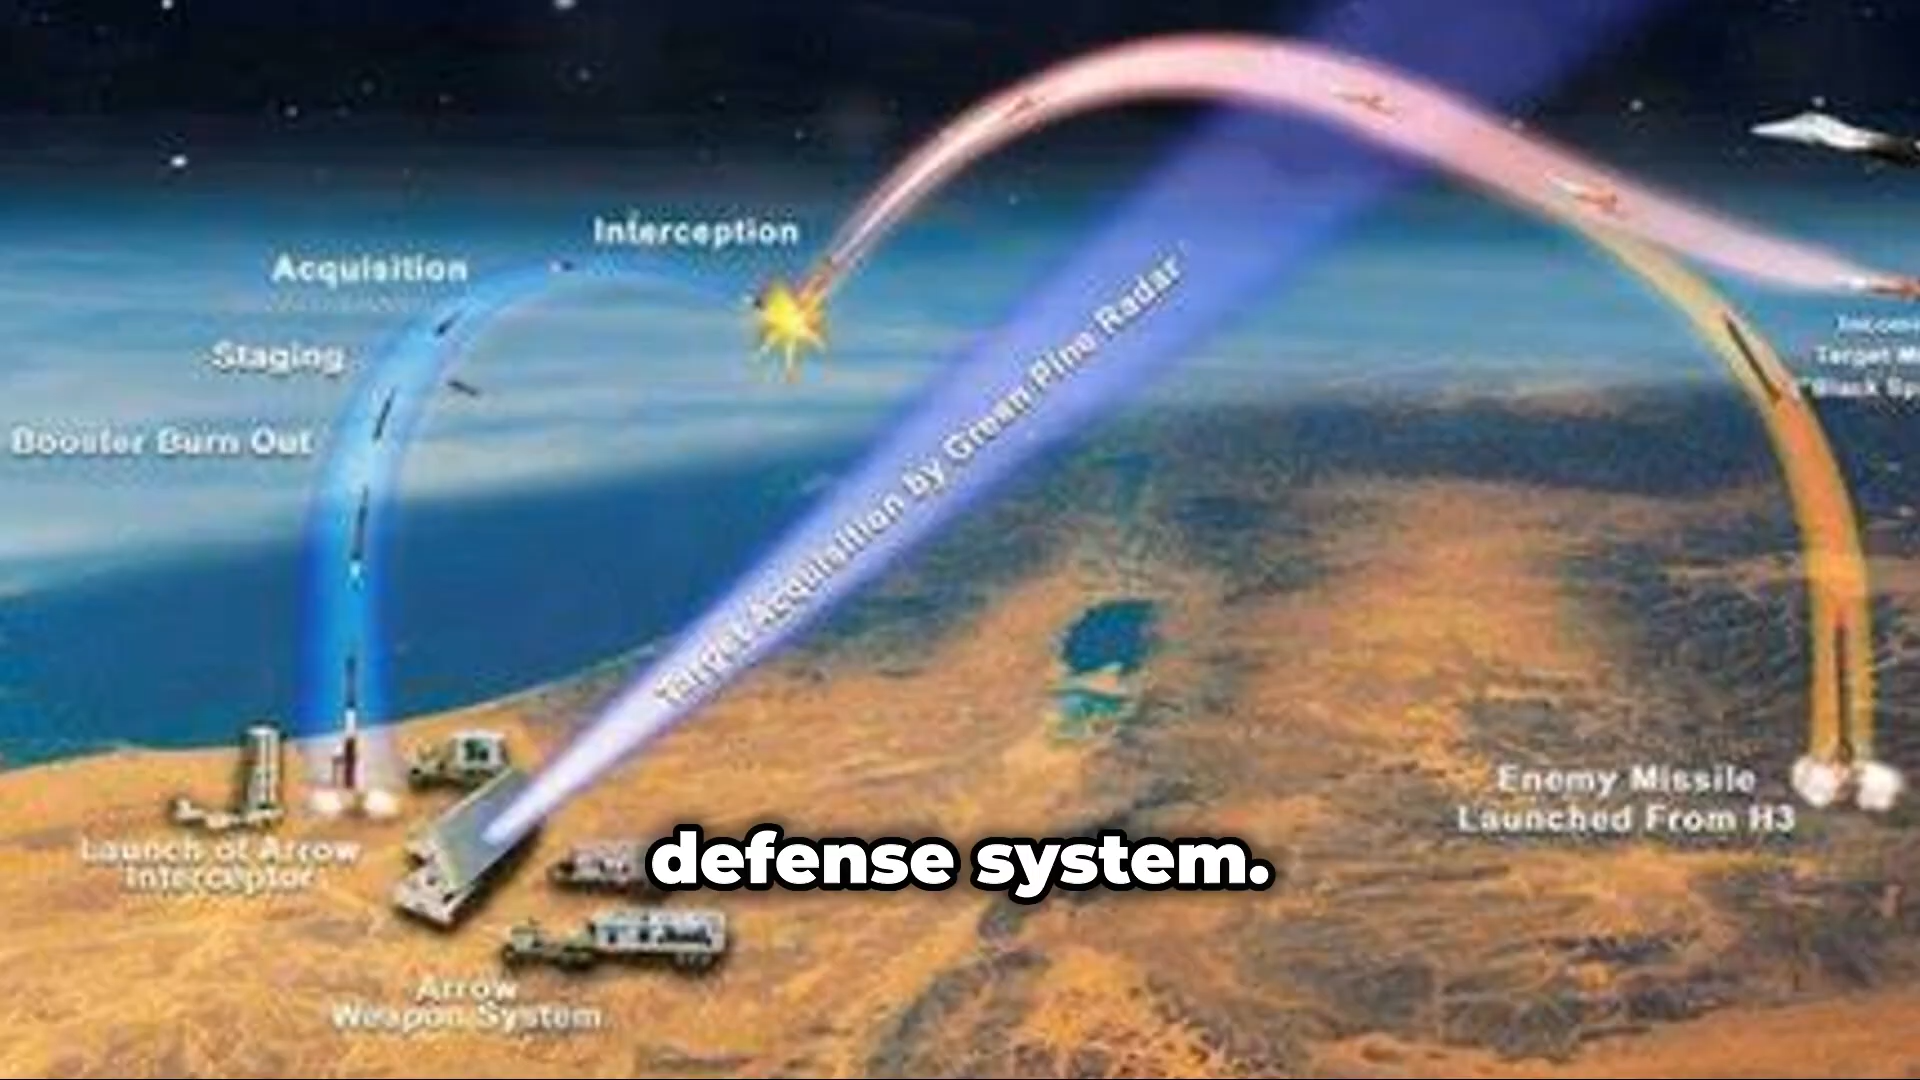 Interception
Acquisition
Staging
Booster Burn Out
Target Acquisition by Green Pine Radar
Target
Enemy Missile
Launched From H3
Launch of Arrow
Interceptor
defense system.
Arrow
Weapon System